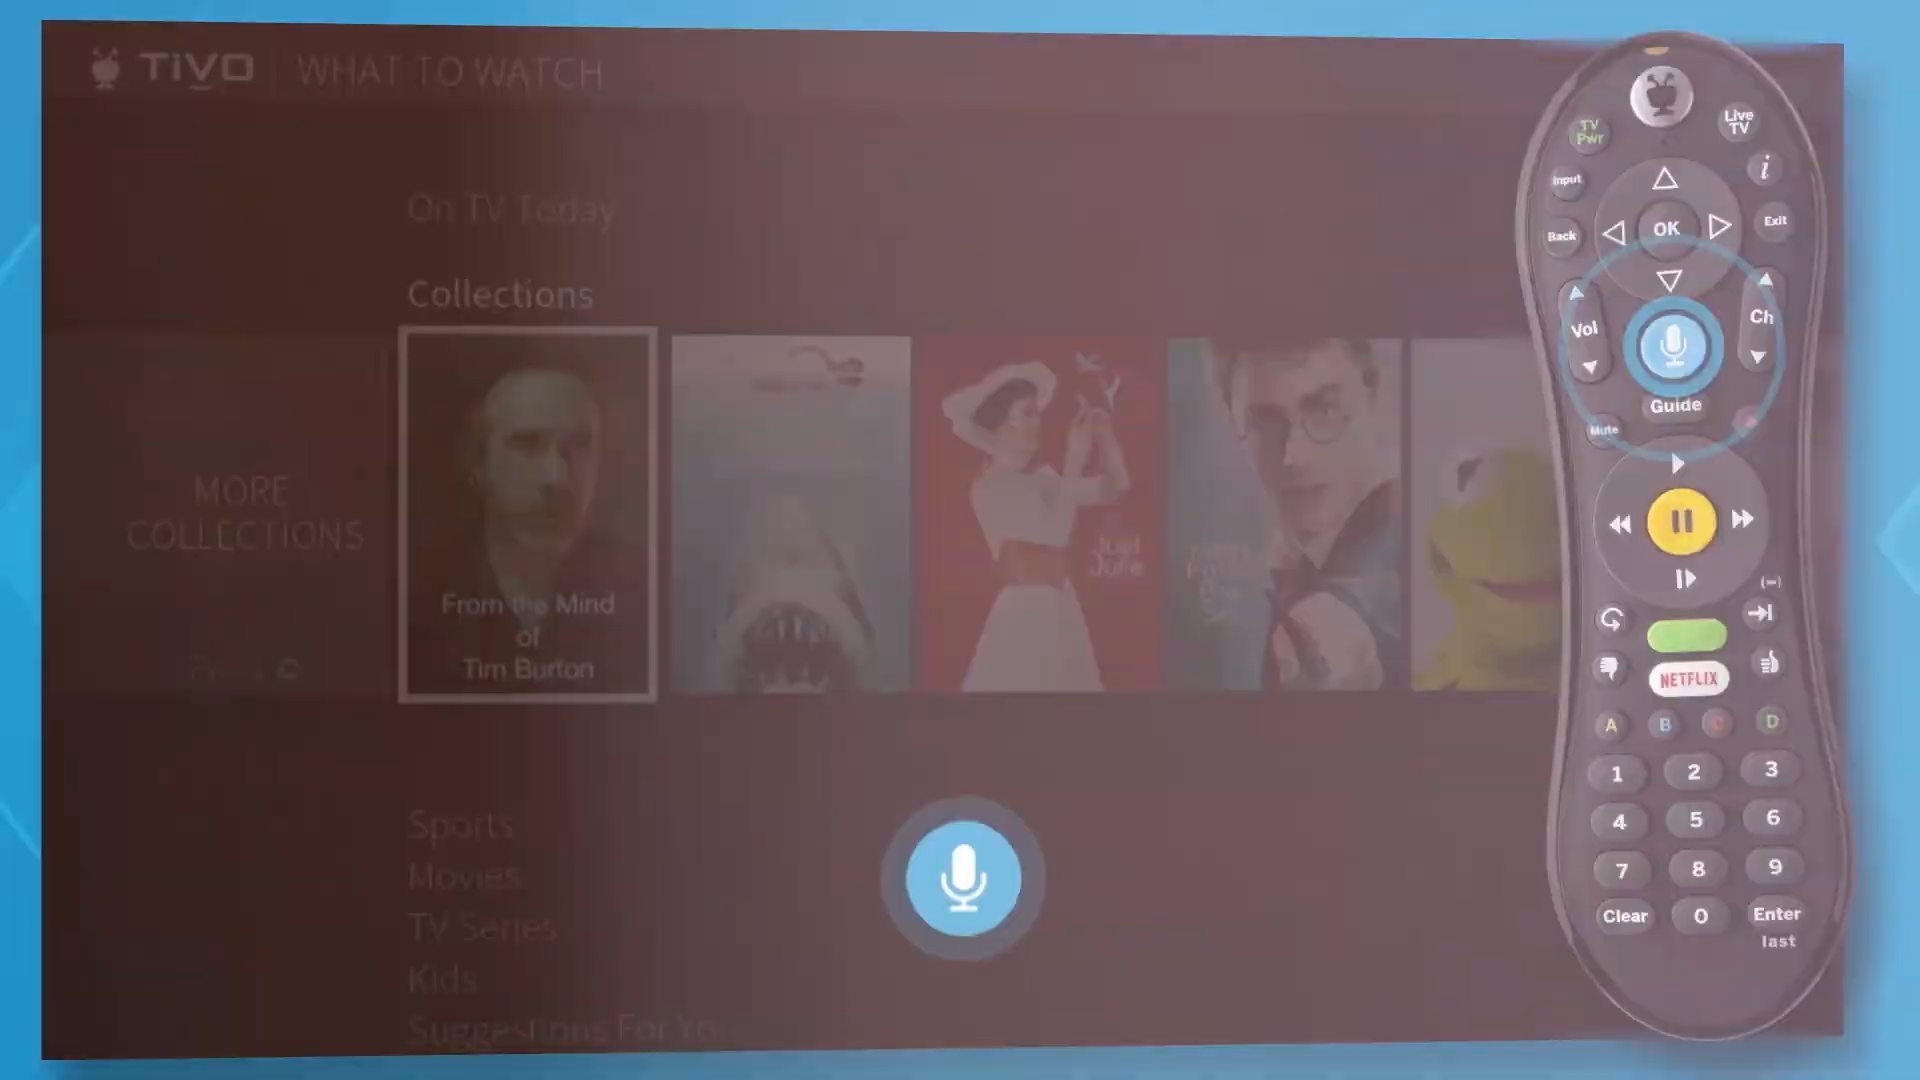 TiVo
WHAT TO WATCH
On TV Today
Collections
MORE
COLLECTIONS
From the Mind
of
Tim Burton
Just
Julie
Sports
Movies
TV Series
Kids
Suggestions For You
TV
Pwr
Live
TV
Input
i
Back
OK
Exit
Vol
Ch
Guide
Mute
NETFLIX
A
B
C
D
1
2
3
4
5
6
7
8
9
Clear
0
Enter
last